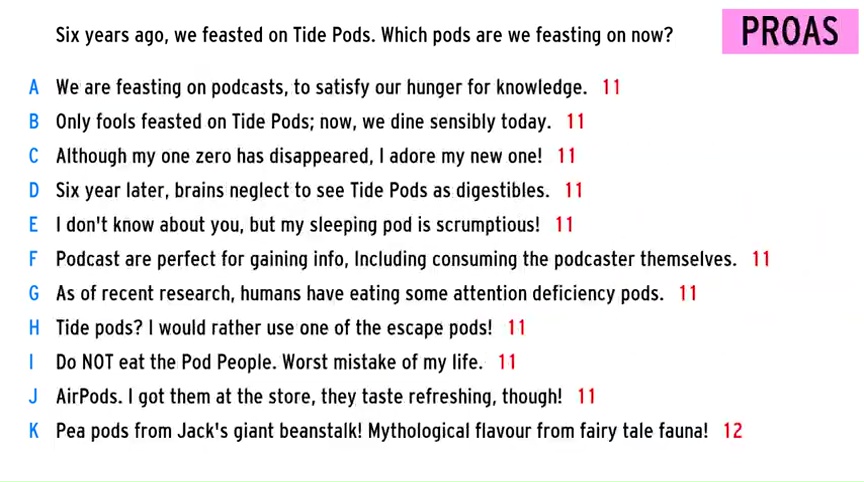 Six years ago, we feasted on Tide Pods. Which pods are we feasting on now?
PROAS
A We are feasting on podcasts, to satisfy our hunger for knowledge. 11
B Only fools feasted on Tide Pods; now, we dine sensibly today. 11
C Although my one zero has disappeared, I adore my new one! 11
D Six year later, brains neglect to see Tide Pods as digestibles. 11
E I don't know about you, but my sleeping pod is scrumptious! 11
F Podcast are perfect for gaining info, Including consuming the podcaster themselves. 11
G As of recent research, humans have eating some attention deficiency pods. 11
H Tide pods? I would rather use one of the escape pods! 11
I Do NOT eat the Pod People. Worst mistake of my life. 11
J AirPods. I got them at the store, they taste refreshing, though! 11
K Pea pods from Jack's giant beanstalk! Mythological flavour from fairy tale fauna! 12